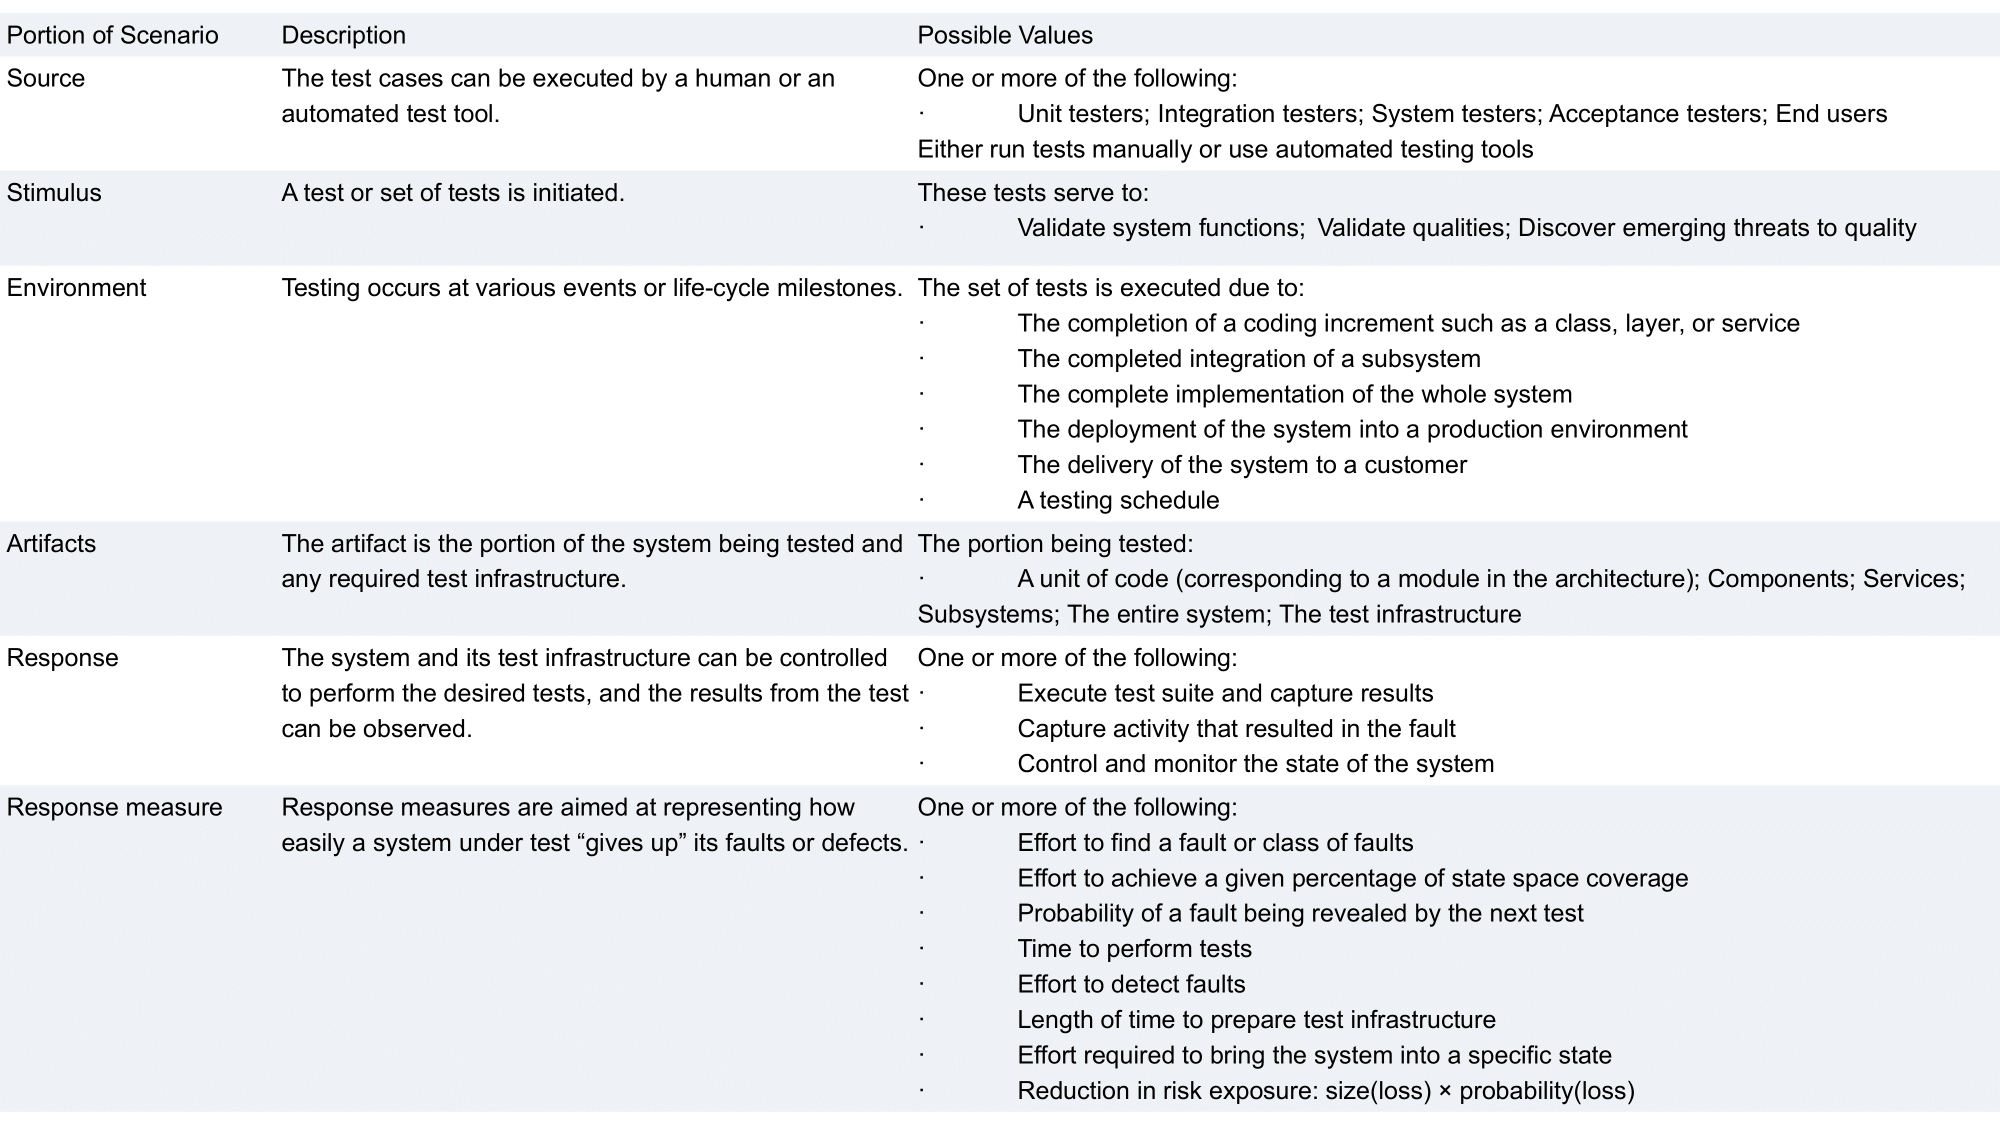 Portion of Scenario Description Possible Values
Source The test cases can be executed by a human or an One or more of the following:
automated test tool. · Unit testers; Integration testers; System testers; Acceptance testers; End users
Either run tests manually or use automated testing tools
Stimulus A test or set of tests is initiated. These tests serve to:
· Validate system functions; Validate qualities; Discover emerging threats to quality
Environment Testing occurs at various events or life-cycle milestones. The set of tests is executed due to:
· The completion of a coding increment such as a class, layer, or service
· The completed integration of a subsystem
· The complete implementation of the whole system
· The deployment of the system into a production environment
· The delivery of the system to a customer
· A testing schedule
Artifacts The artifact is the portion of the system being tested and The portion being tested:
any required test infrastructure. · A unit of code (corresponding to a module in the architecture); Components; Services;
Subsystems; The entire system; The test infrastructure
Response The system and its test infrastructure can be controlled One or more of the following:
to perform the desired tests, and the results from the test · Execute test suite and capture results
can be observed. · Capture activity that resulted in the fault
· Control and monitor the state of the system
Response measure Response measures are aimed at representing how One or more of the following:
easily a system under test “gives up” its faults or defects. · Effort to find a fault or class of faults
· Effort to achieve a given percentage of state space coverage
· Probability of a fault being revealed by the next test
· Time to perform tests
· Effort to detect faults
· Length of time to prepare test infrastructure
· Effort required to bring the system into a specific state
· Reduction in risk exposure: size(loss) × probability(loss)